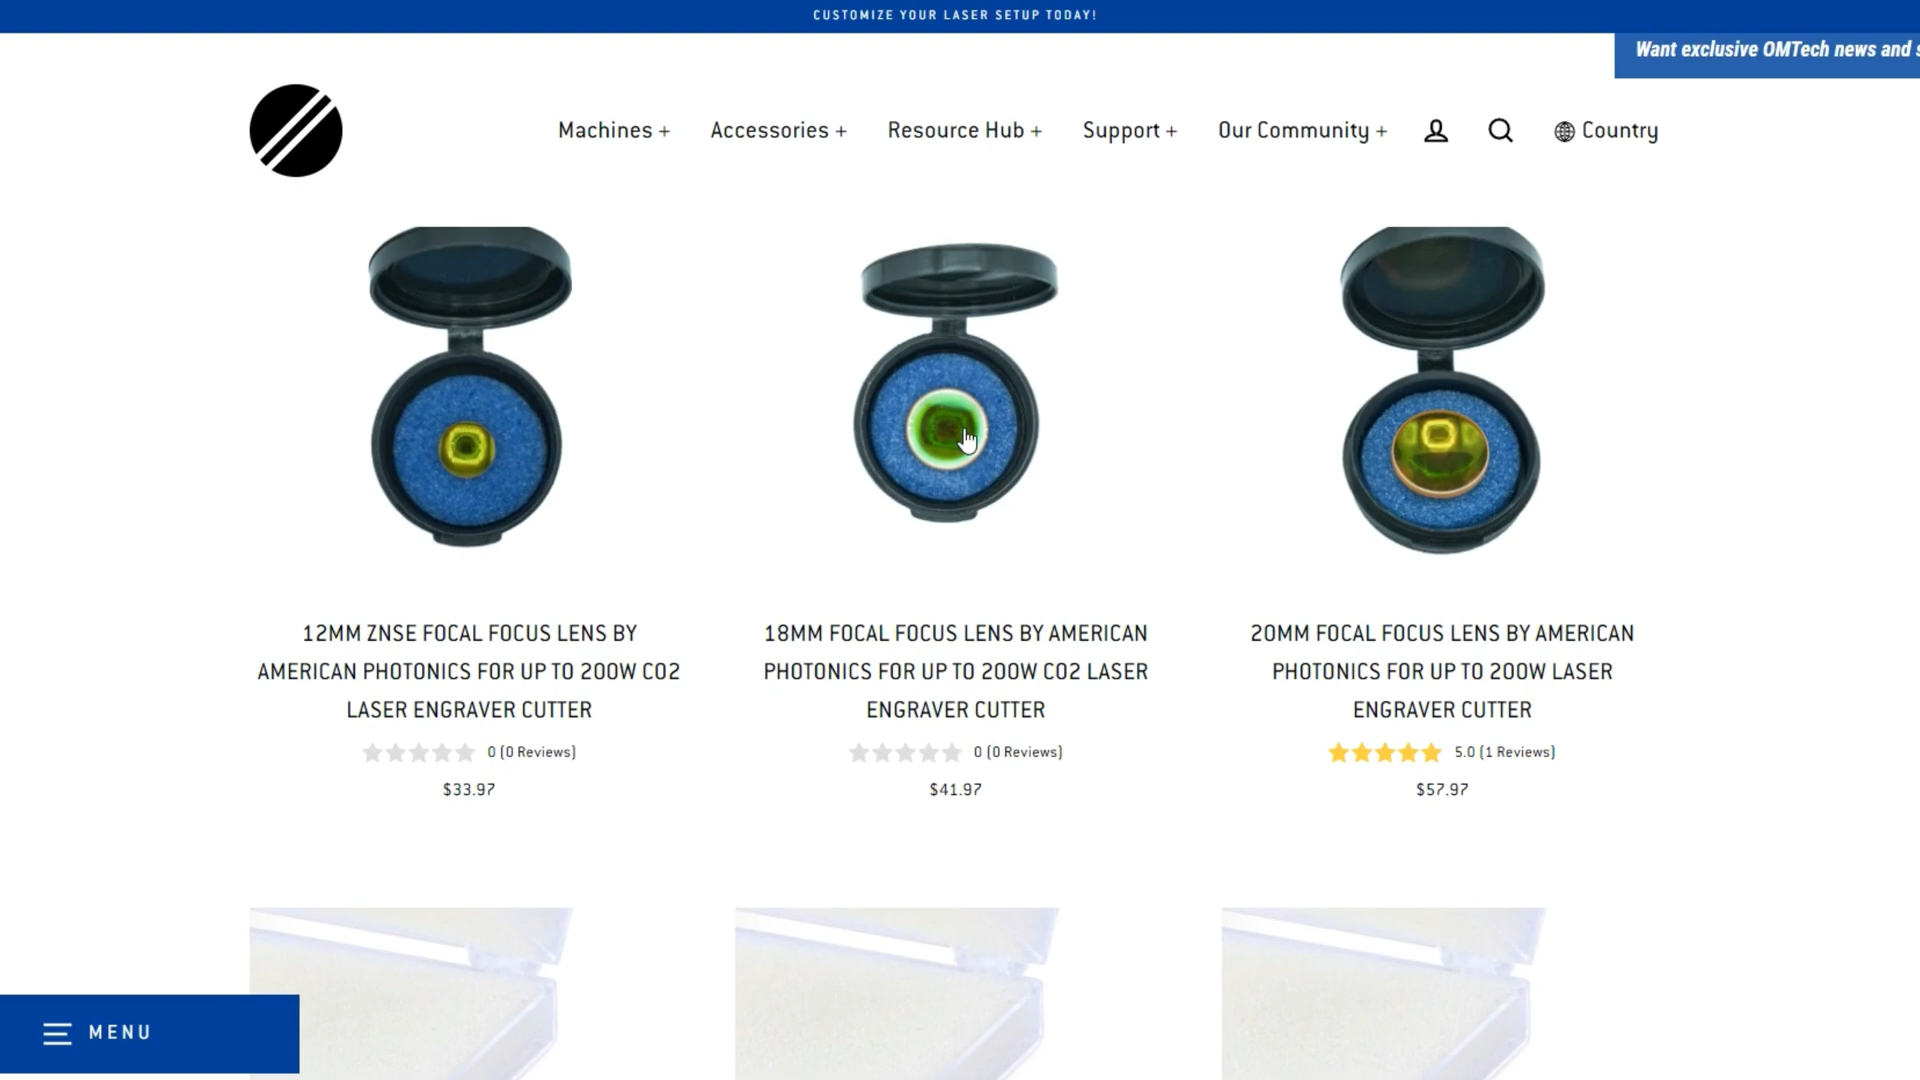 CUSTOMIZE YOUR LASER SETUP TODAY!
Want exclusive OMTech news and
Machines +
Accessories +
Resource Hub +
Support +
Our Community +
Country
12MM ZNSE FOCAL FOCUS LENS BY
AMERICAN PHOTONICS FOR UP TO 200W CO2
LASER ENGRAVER CUTTER
0 (0 Reviews)
$33.97
18MM FOCAL FOCUS LENS BY AMERICAN
PHOTONICS FOR UP TO 200W CO2 LASER
ENGRAVER CUTTER
0 (0 Reviews)
$41.97
20MM FOCAL FOCUS LENS BY AMERICAN
PHOTONICS FOR UP TO 200W LASER
ENGRAVER CUTTER
5.0 (1 Reviews)
$57.97
MENU